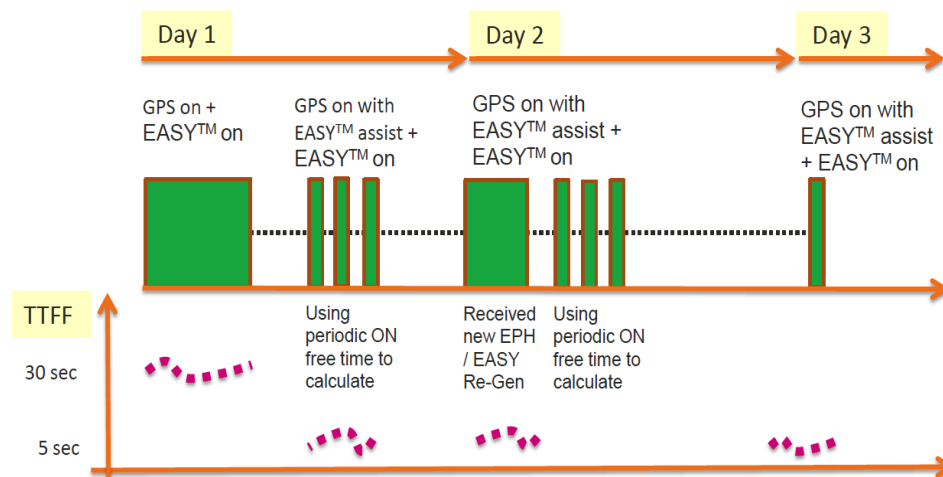 Day 1
Day 2
Day 3
GPS on +
EASY™ on
GPS on with
EASY™ assist +
EASY™ on
GPS on with
EASY™ assist +
EASY™ on
GPS on with
EASY™ assist
+ EASY™ on
TTFF
30 sec
5 sec
Using
periodic ON
free time to
calculate
Received
new EPH
/ EASY
Re-Gen
Using
periodic ON
free time to
calculate